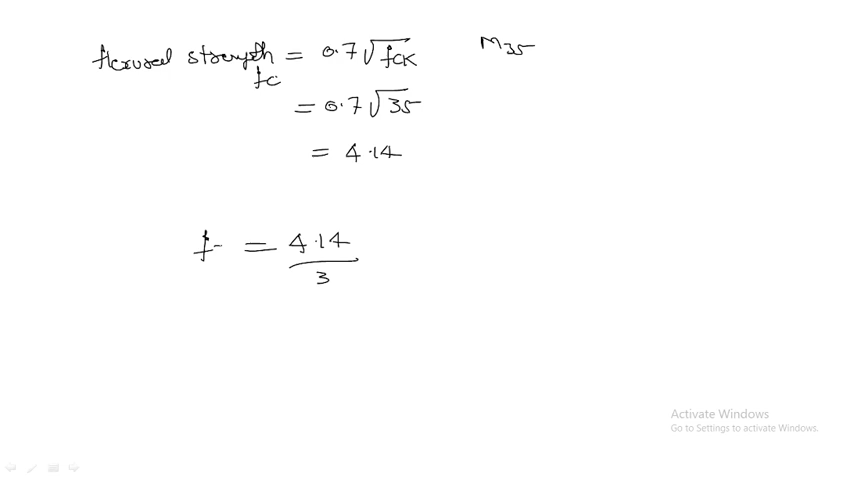 flexural strength = 0.7 √fck M35
fc
= 0.7 √35
= 4.14
f = 4.14
3
Activate Windows
Go to Settings to activate Windows.